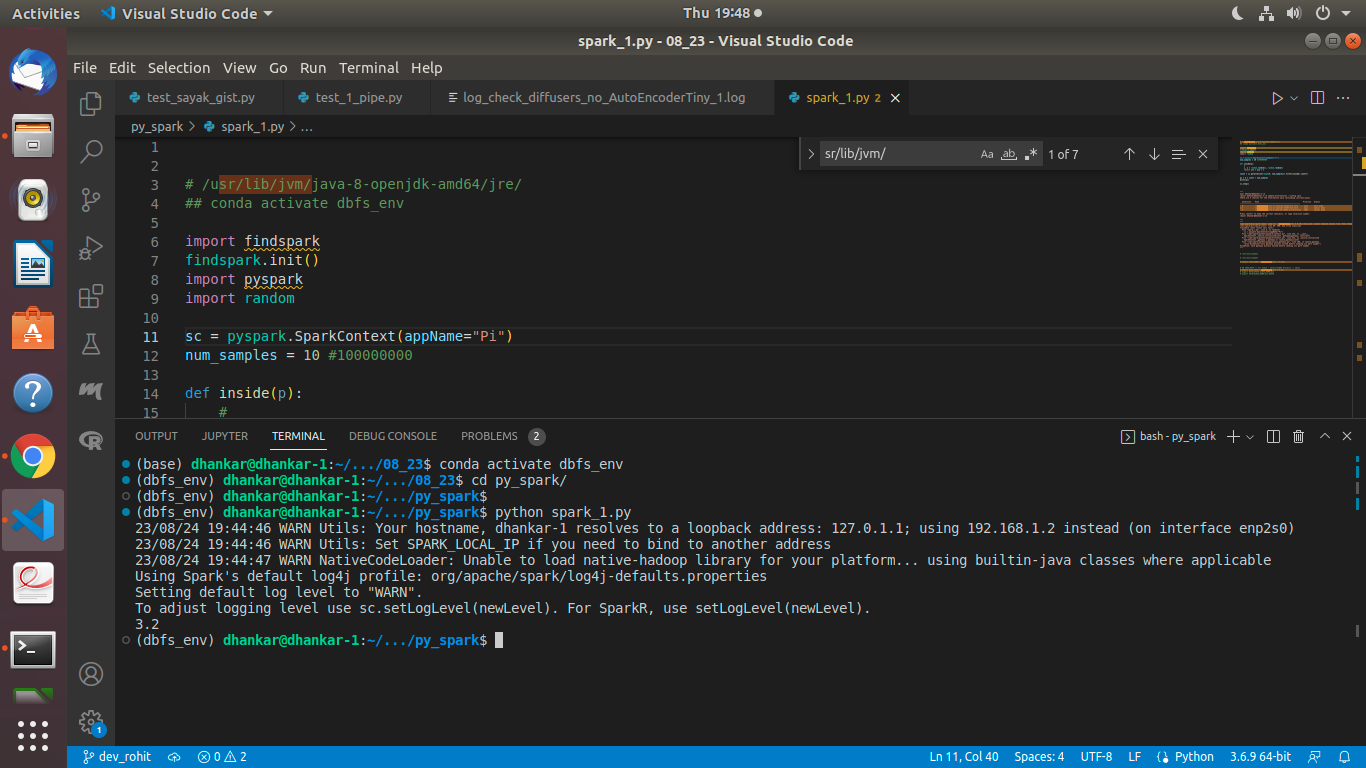 Activities Visual Studio Code Thu 19:48
spark_1.py - 08_23 - Visual Studio Code
File Edit Selection View Go Run Terminal Help
test_sayak_gist.py test_1_pipe.py log_check_diffusers_no_AutoEncoderTiny_1.log spark_1.py 2
py_spark > spark_1.py > ...
sr/lib/jvm/ Aa ab .* 1 of 7
1
2
3 # /usr/lib/jvm/java-8-openjdk-amd64/jre/
4 ## conda activate dbfs_env
5
6 import findspark
7 findspark.init()
8 import pyspark
9 import random
10
11 sc = pyspark.SparkContext(appName="Pi")
12 num_samples = 10 #100000000
13
14 def inside(p):
15 #
OUTPUT JUPYTER TERMINAL DEBUG CONSOLE PROBLEMS 2 bash - py_spark
(base) dhankar@dhankar-1:~/.../08_23$ conda activate dbfs_env
(dbfs_env) dhankar@dhankar-1:~/.../08_23$ cd py_spark/
(dbfs_env) dhankar@dhankar-1:~/.../py_spark$
(dbfs_env) dhankar@dhankar-1:~/.../py_spark$ python spark_1.py
23/08/24 19:44:46 WARN Utils: Your hostname, dhankar-1 resolves to a loopback address: 127.0.1.1; using 192.168.1.2 instead (on interface enp2s0)
23/08/24 19:44:46 WARN Utils: Set SPARK_LOCAL_IP if you need to bind to another address
23/08/24 19:44:47 WARN NativeCodeLoader: Unable to load native-hadoop library for your platform... using builtin-java classes where applicable
Using Spark's default log4j profile: org/apache/spark/log4j-defaults.properties
Setting default log level to "WARN".
To adjust logging level use sc.setLogLevel(newLevel). For SparkR, use setLogLevel(newLevel).
3.2
(dbfs_env) dhankar@dhankar-1:~/.../py_spark$
1
dev_rohit 0 2 Ln 11, Col 40 Spaces: 4 UTF-8 LF Python 3.6.9 64-bit